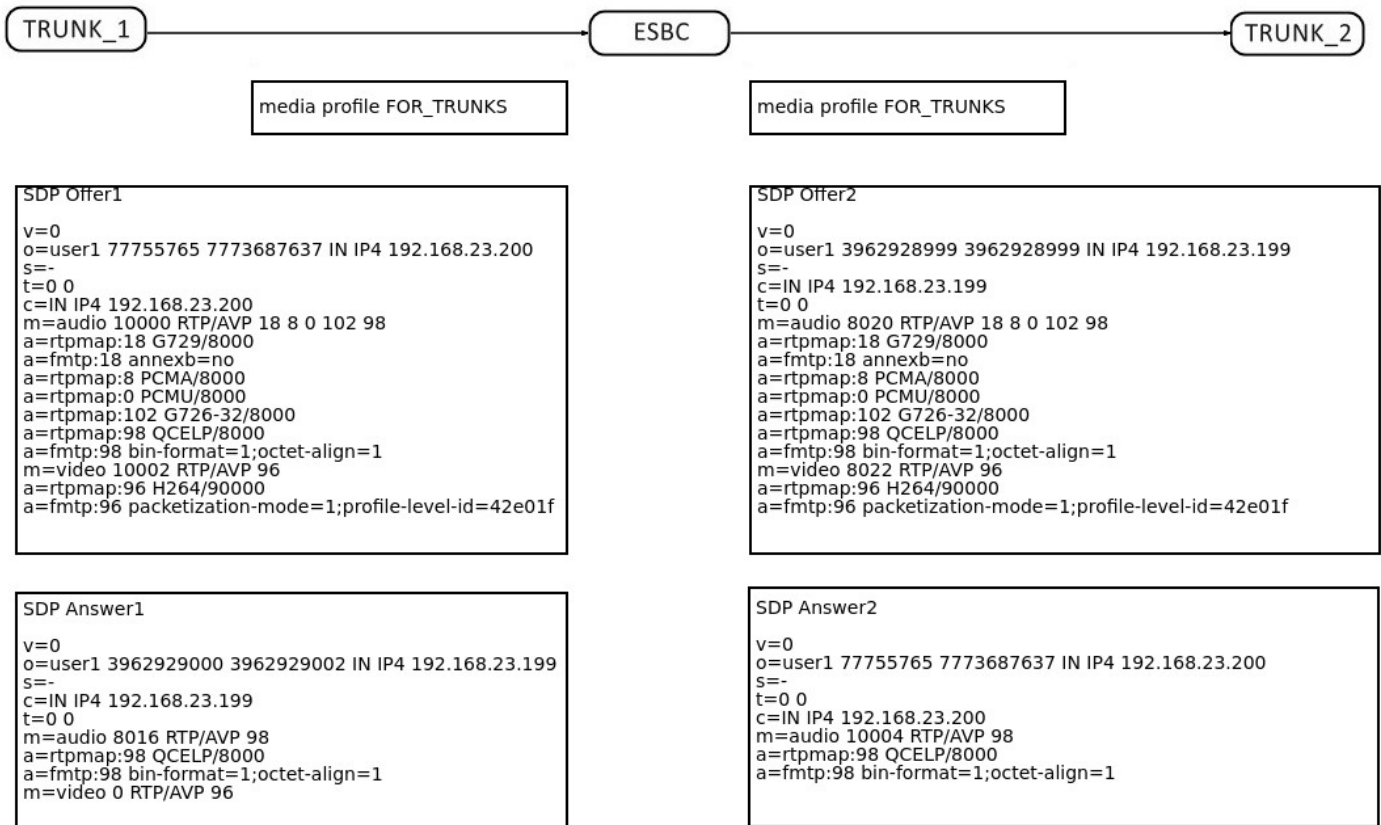 TRUNK_1
ESBC
TRUNK_2
media profile FOR_TRUNKS
media profile FOR_TRUNKS
SDP Offer1
v=0
o=user1 77755765 7773687637 IN IP4 192.168.23.200
s=-
t=0 0
c=IN IP4 192.168.23.200
m=audio 10000 RTP/AVP 18 8 0 102 98
a=rtpmap:18 G729/8000
a=fmtp:18 annexb=no
a=rtpmap:8 PCMA/8000
a=rtpmap:0 PCMU/8000
a=rtpmap:102 G726-32/8000
a=rtpmap:98 QCELP/8000
a=fmtp:98 bin-format=1;octet-align=1
m=video 10002 RTP/AVP 96
a=rtpmap:96 H264/90000
a=fmtp:96 packetization-mode=1;profile-level-id=42e01f
SDP Offer2
v=0
o=user1 3962928999 3962928999 IN IP4 192.168.23.199
s=-
c=IN IP4 192.168.23.199
t=0 0
m=audio 8020 RTP/AVP 18 8 0 102 98
a=rtpmap:18 G729/8000
a=fmtp:18 annexb=no
a=rtpmap:8 PCMA/8000
a=rtpmap:0 PCMU/8000
a=rtpmap:102 G726-32/8000
a=rtpmap:98 QCELP/8000
a=fmtp:98 bin-format=1;octet-align=1
m=video 8022 RTP/AVP 96
a=rtpmap:96 H264/90000
a=fmtp:96 packetization-mode=1;profile-level-id=42e01f
SDP Answer1
v=0
o=user1 3962929000 3962929002 IN IP4 192.168.23.199
s=-
c=IN IP4 192.168.23.199
t=0 0
m=audio 8016 RTP/AVP 98
a=rtpmap:98 QCELP/8000
a=fmtp:98 bin-format=1;octet-align=1
m=video 0 RTP/AVP 96
SDP Answer2
v=0
o=user1 77755765 7773687637 IN IP4 192.168.23.200
s=-
t=0 0
c=IN IP4 192.168.23.200
m=audio 10004 RTP/AVP 98
a=rtpmap:98 QCELP/8000
a=fmtp:98 bin-format=1;octet-align=1